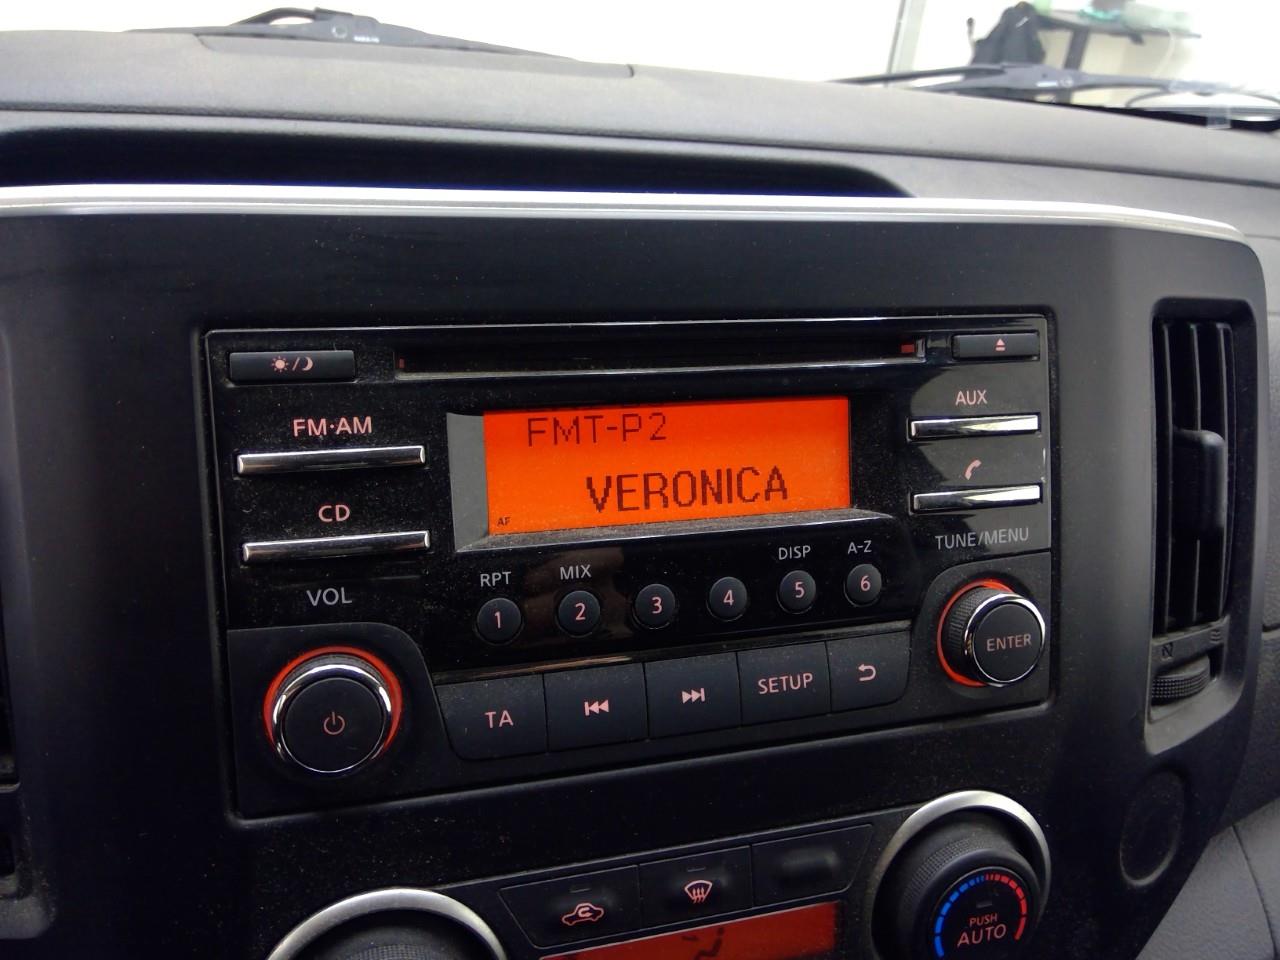 FM·AM
CD
VOL
FMT-P2
VERONICA
AF
AUX
TUNE/MENU
ENTER
RPT
MIX
DISP
A-Z
1
2
3
4
5
6
TA
SETUP
PUSH
AUTO